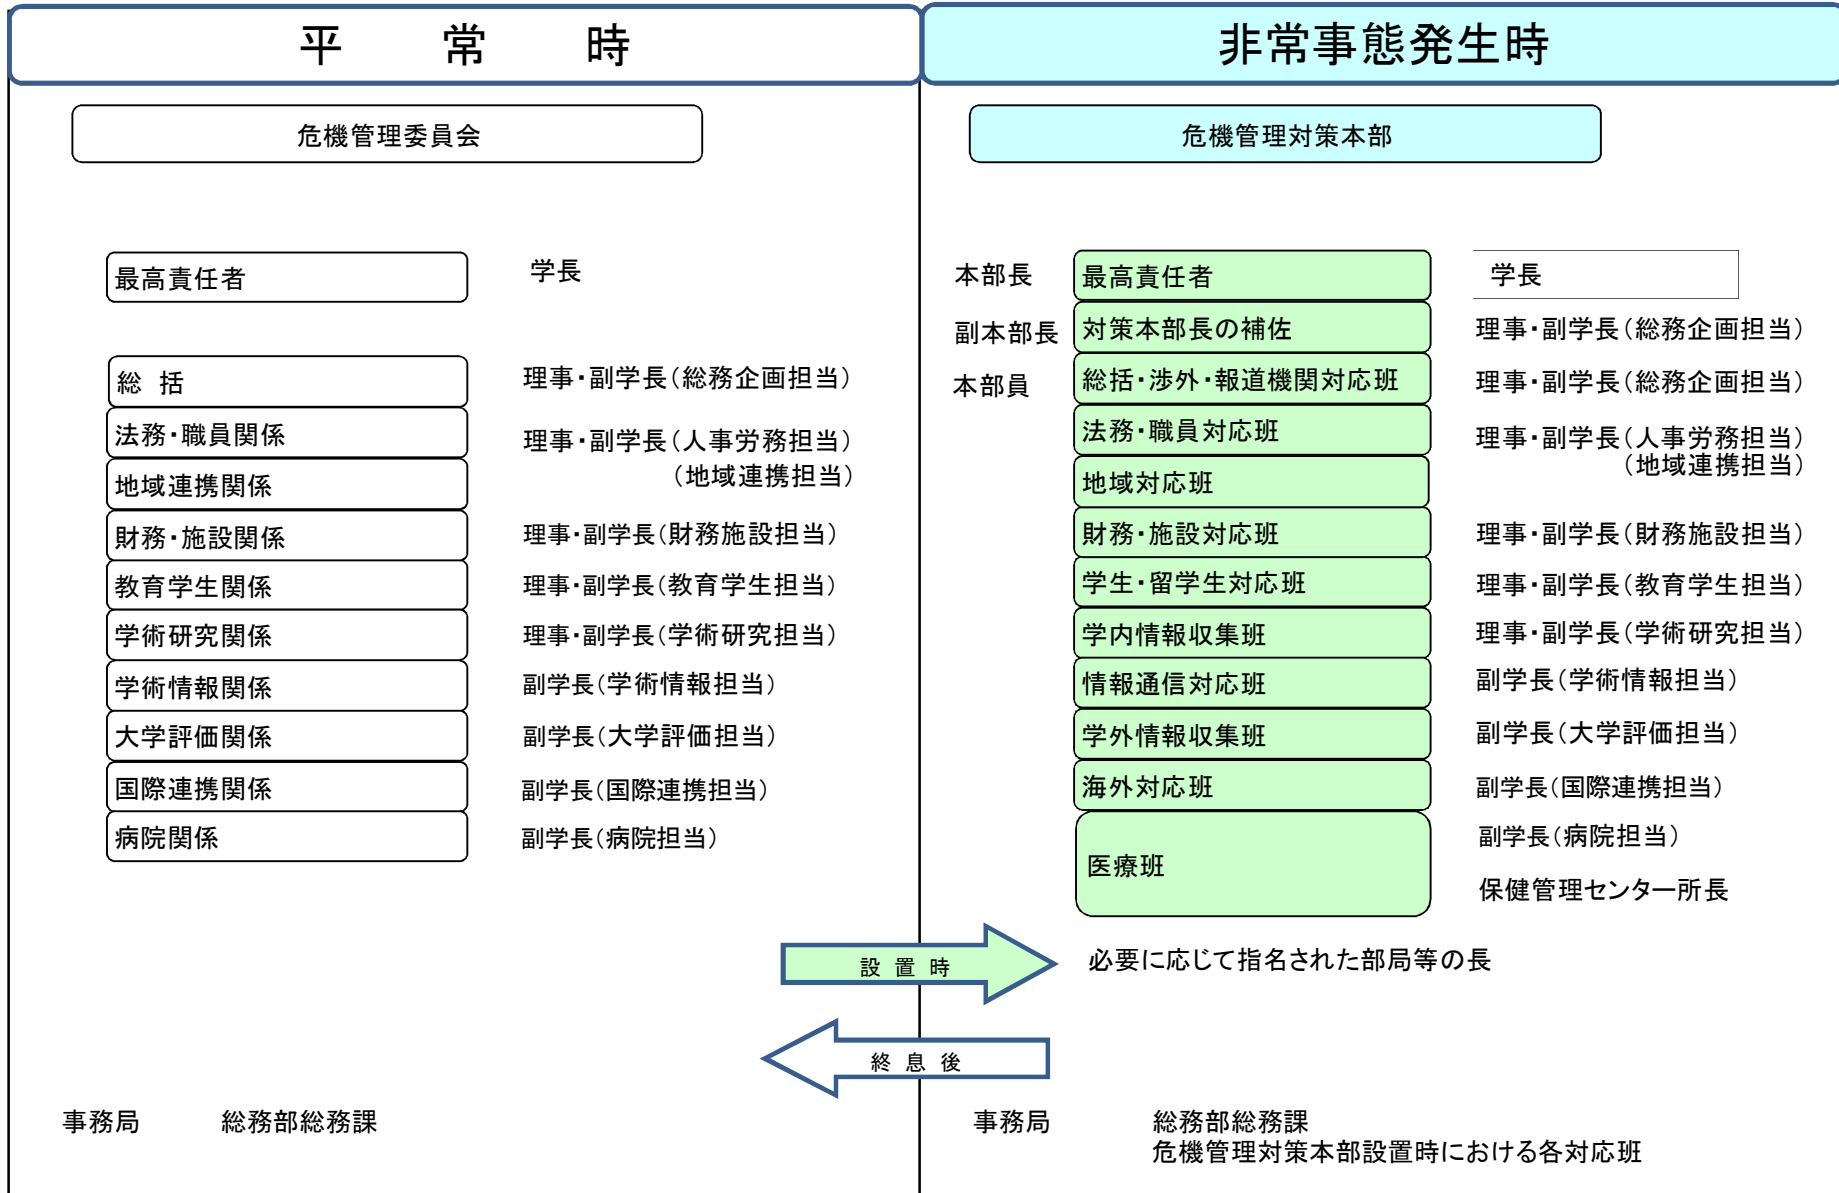 平 常 時
危機管理委員会
最高責任者 学長
総 括 理事・副学長（総務企画担当）
法務・職員関係 理事・副学長（人事労務担当）
（地域連携担当）
地域連携関係
財務・施設関係 理事・副学長（財務施設担当）
教育学生関係 理事・副学長（教育学生担当）
学術研究関係 理事・副学長（学術研究担当）
学術情報関係 副学長（学術情報担当）
大学評価関係 副学長（大学評価担当）
国際連携関係 副学長（国際連携担当）
病院関係 副学長（病院担当）
事務局 総務部総務課
非常事態発生時
危機管理対策本部
本部長 最高責任者 学長
副本部長 対策本部長の補佐 理事・副学長（総務企画担当）
本部員 総括・渉外・報道機関対応班 理事・副学長（総務企画担当）
法務・職員対応班 理事・副学長（人事労務担当）
（地域連携担当）
地域対応班
財務・施設対応班 理事・副学長（財務施設担当）
学生・留学生対応班 理事・副学長（教育学生担当）
学内情報収集班 理事・副学長（学術研究担当）
情報通信対応班 副学長（学術情報担当）
学外情報収集班 副学長（大学評価担当）
海外対応班 副学長（国際連携担当）
医療班 副学長（病院担当）
保健管理センター所長
設 置 時
必要に応じて指名された部局等の長
終 息 後
事務局 総務部総務課
危機管理対策本部設置時における各対応班